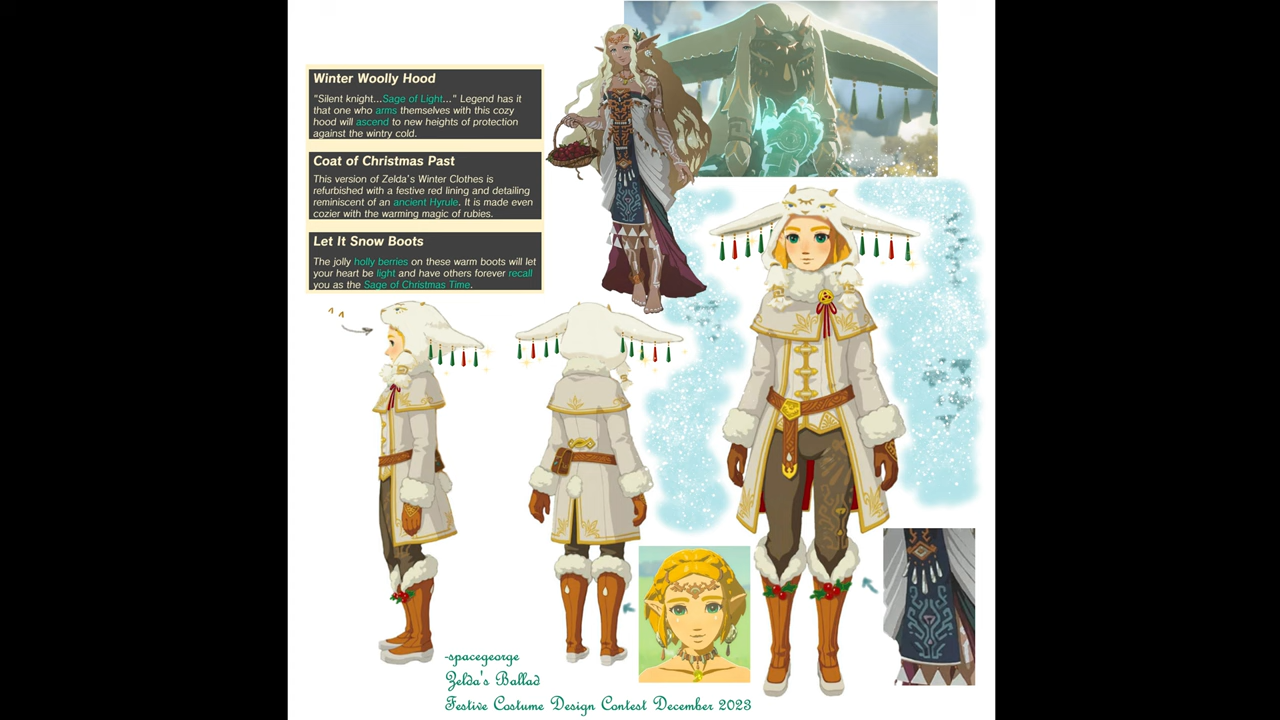 Winter Woolly Hood
"Silent knight...Sage of Light..." Legend has it
that one who arms themselves with this cozy
hood will ascend to new heights of protection
against the wintry cold.
Coat of Christmas Past
This version of Zelda's Winter Clothes is
refurbished with a festive red lining and detailing
reminiscent of an ancient Hyrule. It is made even
cozier with the warming magic of rubies.
Let It Snow Boots
The jolly holly berries on these warm boots will let
your heart be light and have others forever recall
you as the Sage of Christmas Time.
-spacegeorge
Zelda's Ballad
Festive Costume Design Contest December 2023